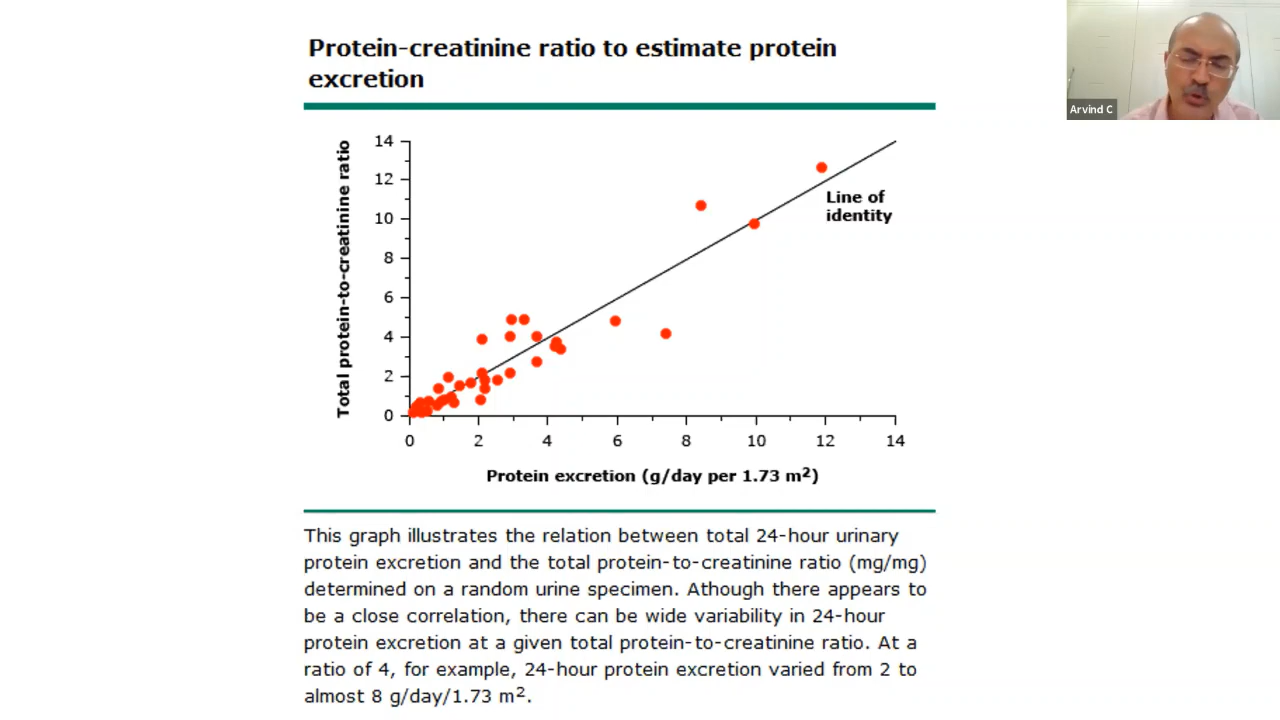 Protein-creatinine ratio to estimate protein
excretion
Arvind C
Total protein-to-creatinine ratio
14
12
10
8
6
4
2
0
Line of
identity
0 2 4 6 8 10 12 14
Protein excretion (g/day per 1.73 m²)
This graph illustrates the relation between total 24-hour urinary
protein excretion and the total protein-to-creatinine ratio (mg/mg)
determined on a random urine specimen. Athough there appears to
be a close correlation, there can be wide variability in 24-hour
protein excretion at a given total protein-to-creatinine ratio. At a
ratio of 4, for example, 24-hour protein excretion varied from 2 to
almost 8 g/day/1.73 m².